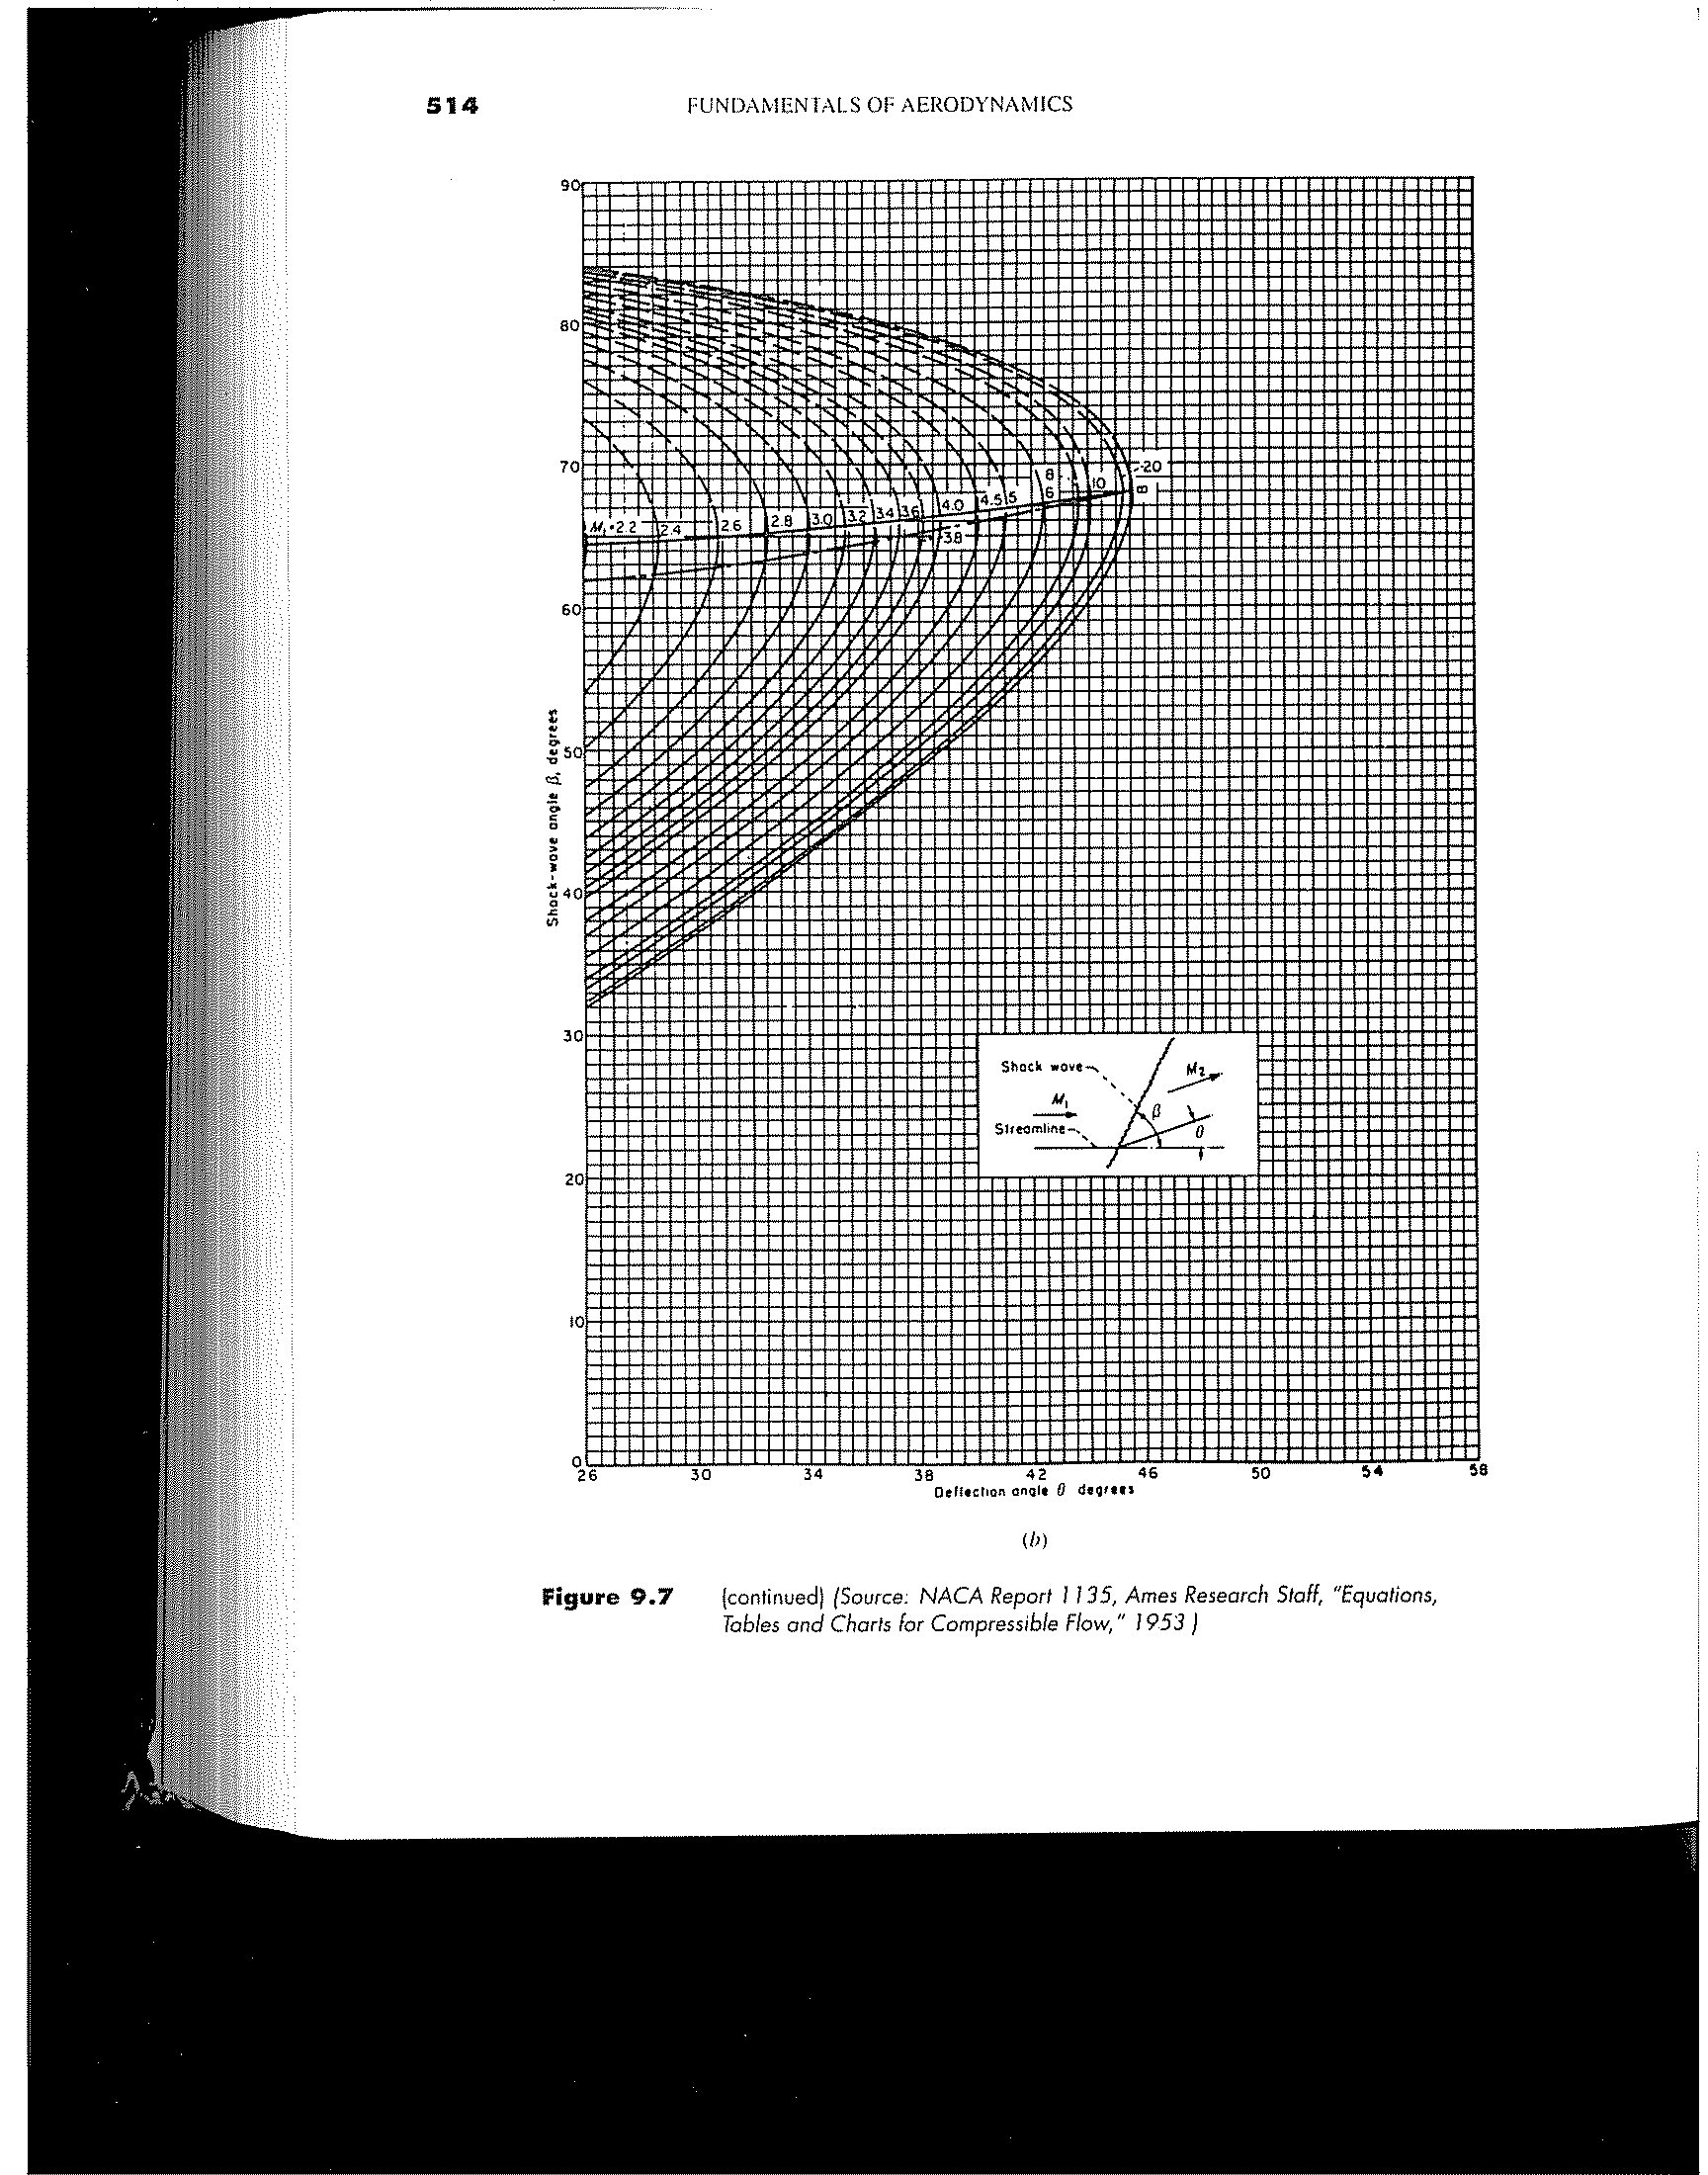 514
FUNDAMENTALS OF AERODYNAMICS
90
80
70
60
50
40
30
20
10
0
Shock-wave angle β, degrees
M₁=2.2
2.4
2.6
2.8
3.0
3.2
3.4
3.6
3.8
4.0
4.5
5
6
8
10
20
∞
Shock wave
M₂
M₁
β
Streamline
θ
26 30 34 38 42 46 50 54 58
Deflection angle θ degrees
(b)
Figure 9.7 (continued) (Source: NACA Report 1135, Ames Research Staff, "Equations,
Tables and Charts for Compressible Flow," 1953 )